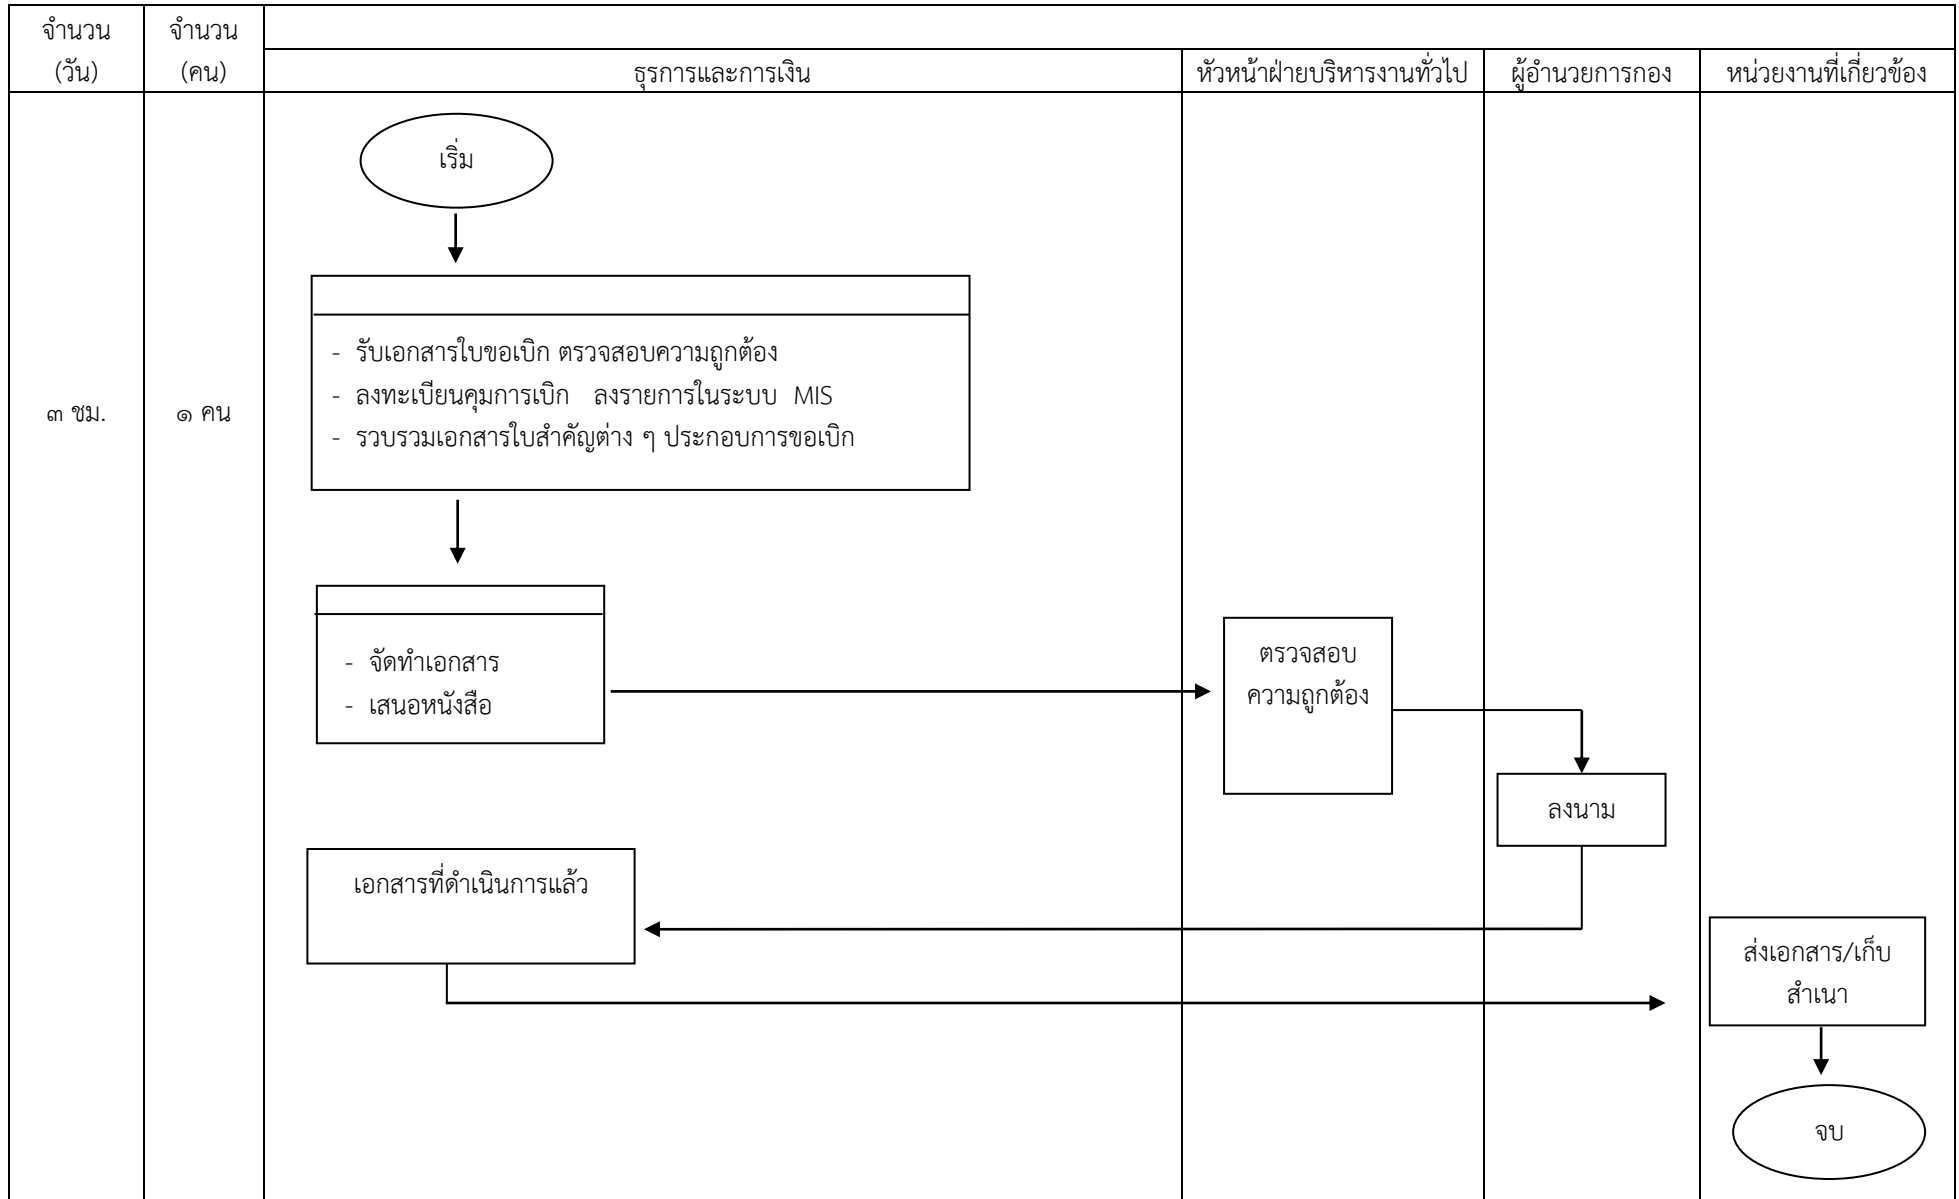 จำนวน
(วัน)
จำนวน
(คน)
ธุรการและการเงิน
หัวหน้าฝ่ายบริหารงานทั่วไป
ผู้อำนวยการกอง
หน่วยงานที่เกี่ยวข้อง
เริ่ม
- รับเอกสารใบขอเบิก ตรวจสอบความถูกต้อง
- ลงทะเบียนคุมการเบิก ลงรายการในระบบ MIS
- รวบรวมเอกสารใบสำคัญต่าง ๆ ประกอบการขอเบิก
๓ ชม.
๑ คน
- จัดทำเอกสาร
- เสนอหนังสือ
ตรวจสอบ
ความถูกต้อง
ลงนาม
เอกสารที่ดำเนินการแล้ว
ส่งเอกสาร/เก็บ
สำเนา
จบ